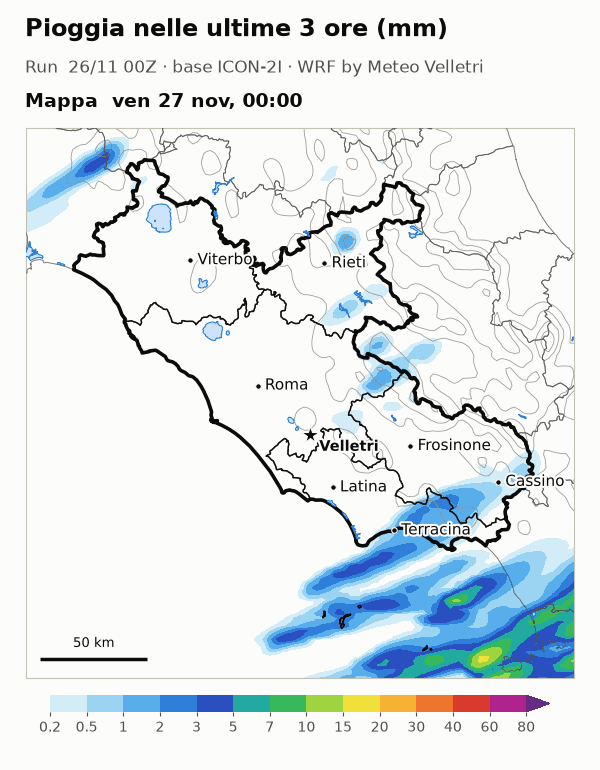 Pioggia nelle ultime 3 ore (mm)
Run  26/11 00Z · base ICON-2I · WRF by Meteo Velletri
Mappa  ven 27 nov, 00:00
Viterbo
Rieti
Roma
Velletri
Frosinone
Latina
Cassino
Terracina
50 km
0.2 0.5 1 2 3 5 7 10 15 20 30 40 60 80